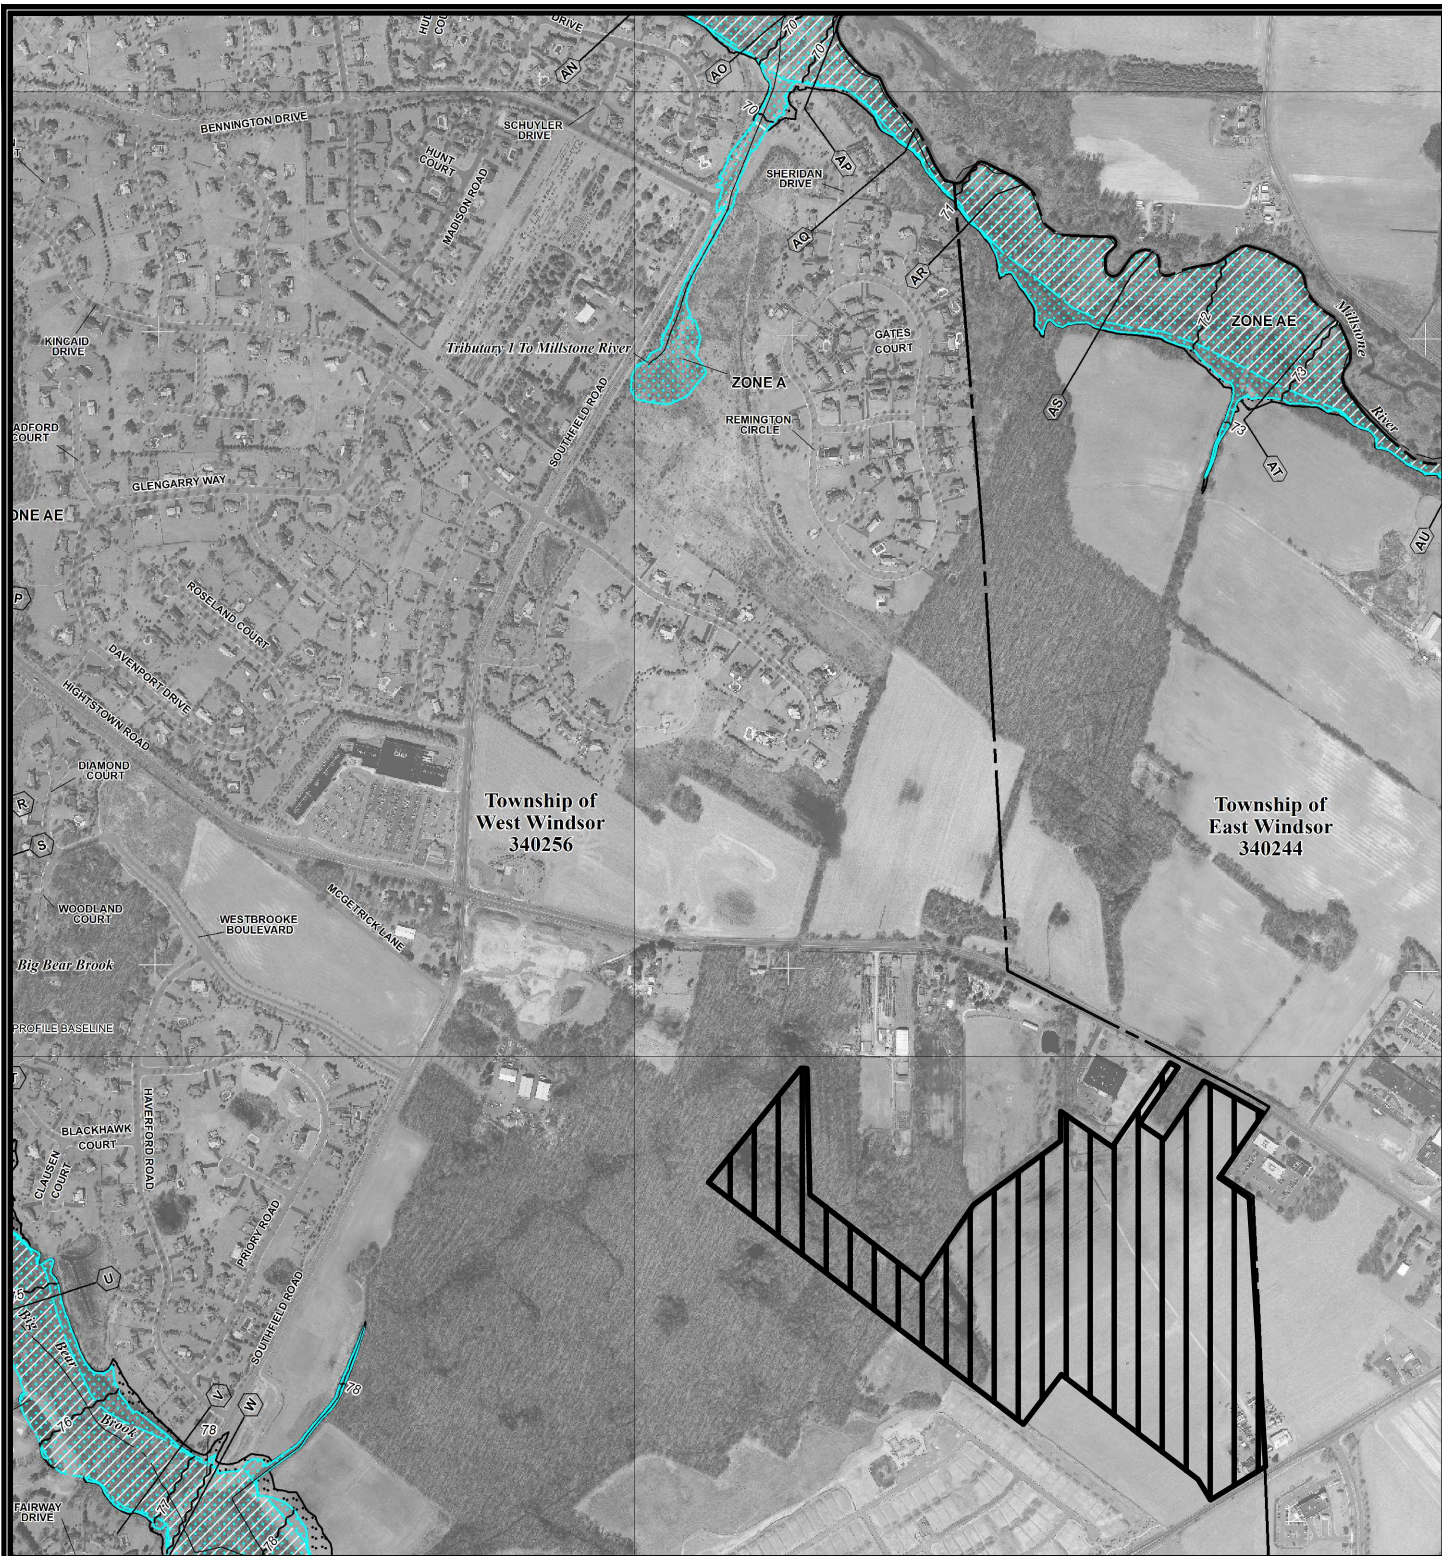 DRIVE
70
70
AN
AO
70
BENNINGTON DRIVE
SCHUYLER
DRIVE
HUNT
COURT
MADISON ROAD
AP
SHERIDAN
DRIVE
71
AQ
AR
Millstone
River
72
ZONE AE
KINCAID
DRIVE
GATES
COURT
Tributary 1 To Millstone River
ZONE A
73
SOUTHFIELD ROAD
REMINGTON
CIRCLE
AS
73
AT
ADFORD
COURT
GLENGARRY WAY
ONE AE
AU
P
ROSELAND COURT
DAVENPORT DRIVE
HIGHTSTOWN ROAD
DIAMOND
COURT
R
S
Township of
West Windsor
340256
Township of
East Windsor
340244
WOODLAND
COURT
WESTBROOKE
BOULEVARD
MCGETRICK LANE
Big Bear Brook
PROFILE BASELINE
HAVERFORD ROAD
BLACKHAWK
COURT
CLAUSEN
COURT
PRIORY ROAD
U
SOUTHFIELD ROAD
Big
Bear
Brook
78
V
W
76
78
77
78
FAIRWAY
DRIVE